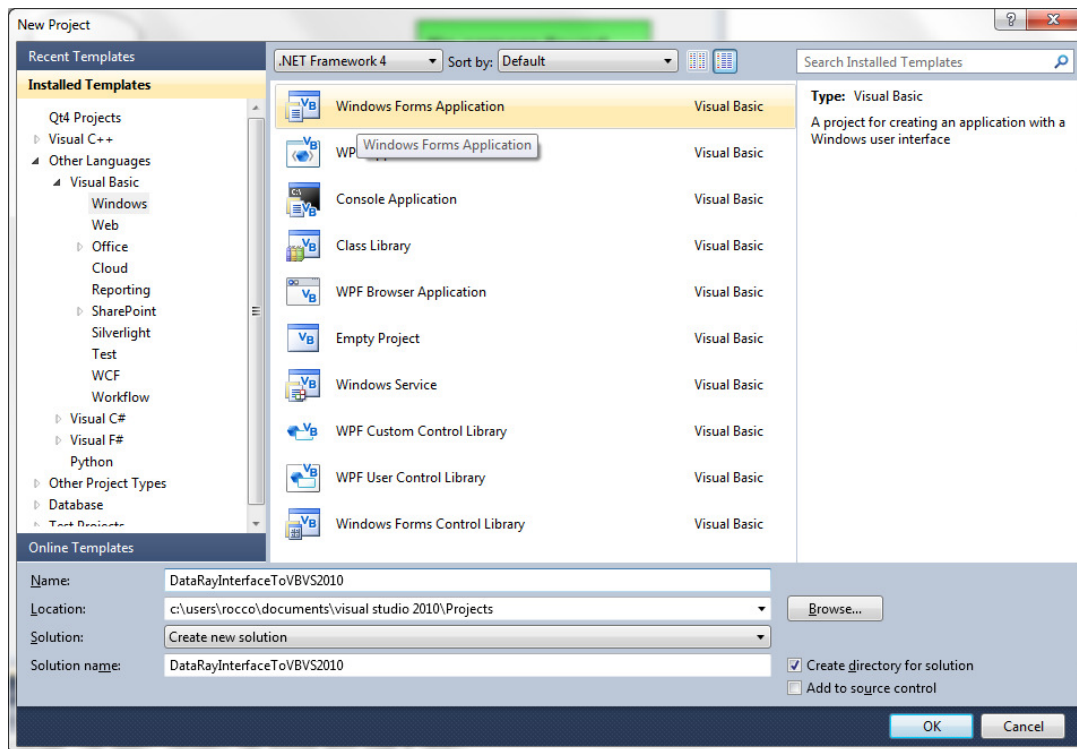 New Project
Recent Templates
Installed Templates
Qt4 Projects
Visual C++
Other Languages
Visual Basic
Windows
Web
Office
Cloud
Reporting
SharePoint
Silverlight
Test
WCF
Workflow
Visual C#
Visual F#
Python
Other Project Types
Database
Test Projects
Online Templates
.NET Framework 4 Sort by: Default
Windows Forms Application Visual Basic
Windows Forms Application
WP Visual Basic
Console Application Visual Basic
Class Library Visual Basic
WPF Browser Application Visual Basic
Empty Project Visual Basic
Windows Service Visual Basic
WPF Custom Control Library Visual Basic
WPF User Control Library Visual Basic
Windows Forms Control Library Visual Basic
Search Installed Templates
Type: Visual Basic
A project for creating an application with a
Windows user interface
Name: DataRayInterfaceToVBVS2010
Location: c:\users\rocco\documents\visual studio 2010\Projects
Browse...
Solution: Create new solution
Solution name: DataRayInterfaceToVBVS2010
Create directory for solution
Add to source control
OK Cancel